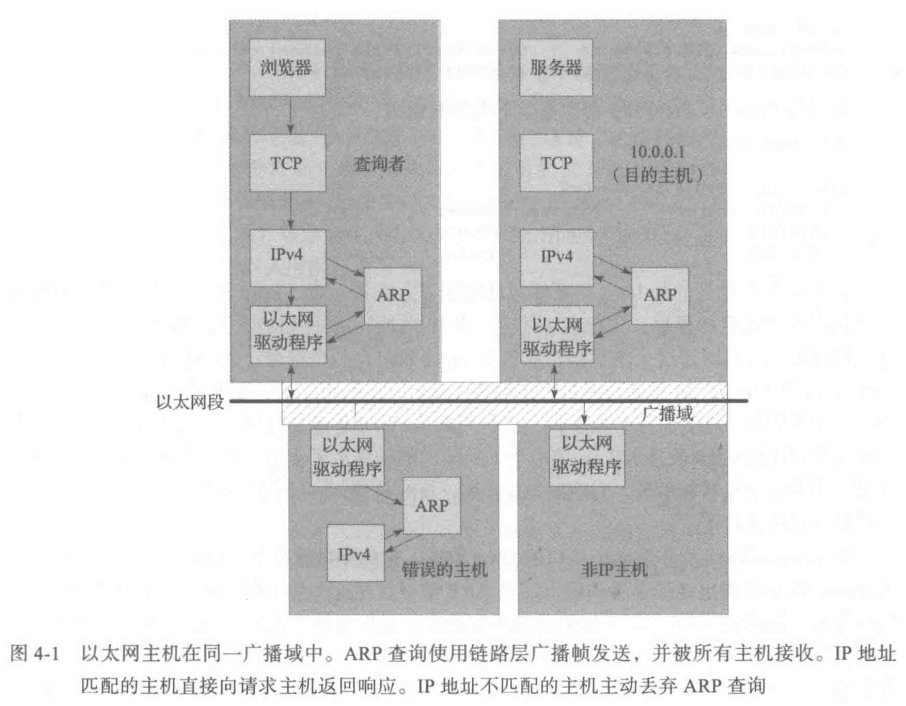 浏览器
服务器
TCP
查询者
TCP
10.0.0.1
（目的主机）
IPv4
ARP
IPv4
ARP
以太网
驱动程序
以太网
驱动程序
以太网段
广播域
以太网
驱动程序
以太网
驱动程序
ARP
IPv4
错误的主机
非IP主机
图 4-1 以太网主机在同一广播域中。ARP 查询使用链路层广播帧发送，并被所有主机接收。IP 地址
匹配的主机直接向请求主机返回响应。IP 地址不匹配的主机主动丢弃 ARP 查询